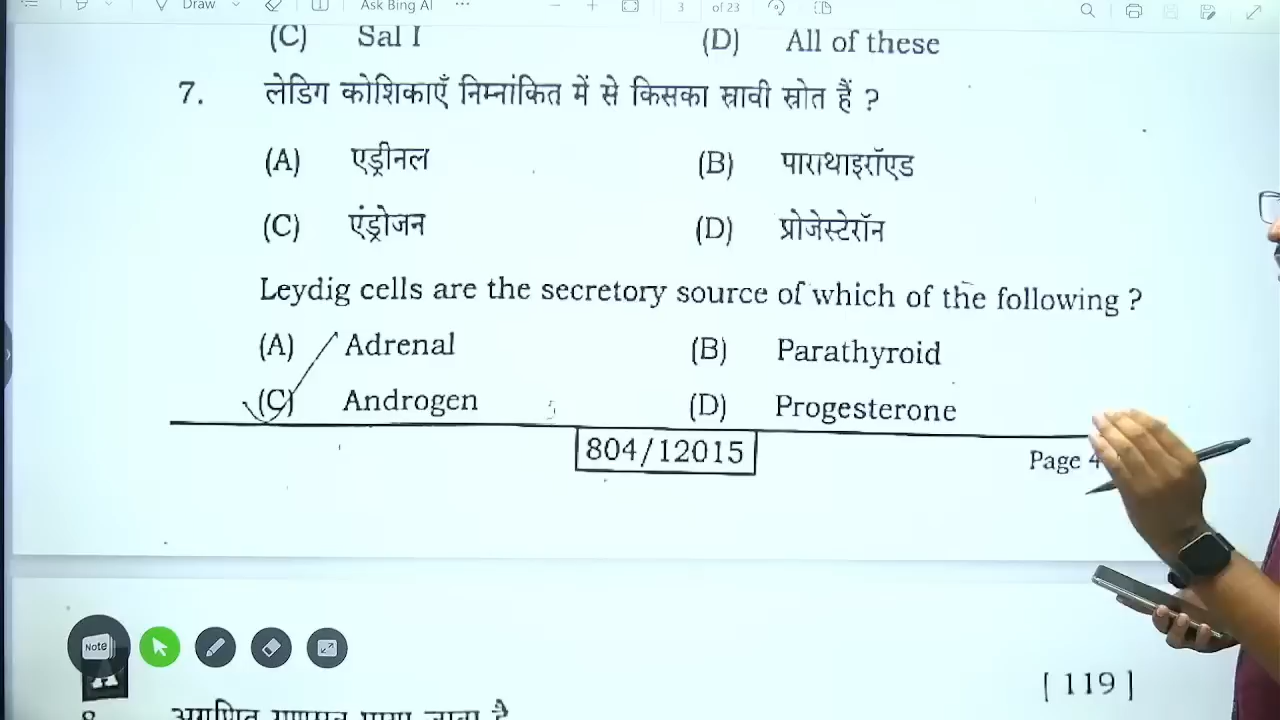 Draw
Ask Bing AI
3 of 23
(C) Sal I (D) All of these
7. लेडिग कोशिकाएँ निम्नांकित में से किसका स्रावी स्रोत हैं ?
(A) एड्रीनल (B) पाराथाइरॉएड
(C) एंड्रोजन (D) प्रोजेस्टेरॉन
Leydig cells are the secretory source of which of the following ?
(A) Adrenal (B) Parathyroid
(C) Androgen (D) Progesterone
804/12015
Page 4
Note
[ 119 ]